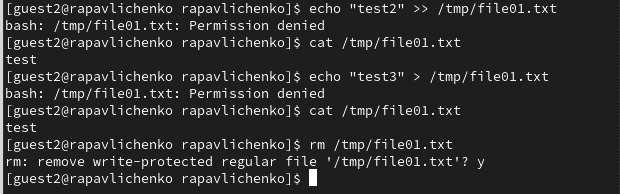 [guest2@rapavlichenko rapavlichenko]$ echo "test2" >> /tmp/file01.txt
bash: /tmp/file01.txt: Permission denied
[guest2@rapavlichenko rapavlichenko]$ cat /tmp/file01.txt
test
[guest2@rapavlichenko rapavlichenko]$ echo "test3" > /tmp/file01.txt
bash: /tmp/file01.txt: Permission denied
[guest2@rapavlichenko rapavlichenko]$ cat /tmp/file01.txt
test
[guest2@rapavlichenko rapavlichenko]$ rm /tmp/file01.txt
rm: remove write-protected regular file '/tmp/file01.txt'? y
[guest2@rapavlichenko rapavlichenko]$